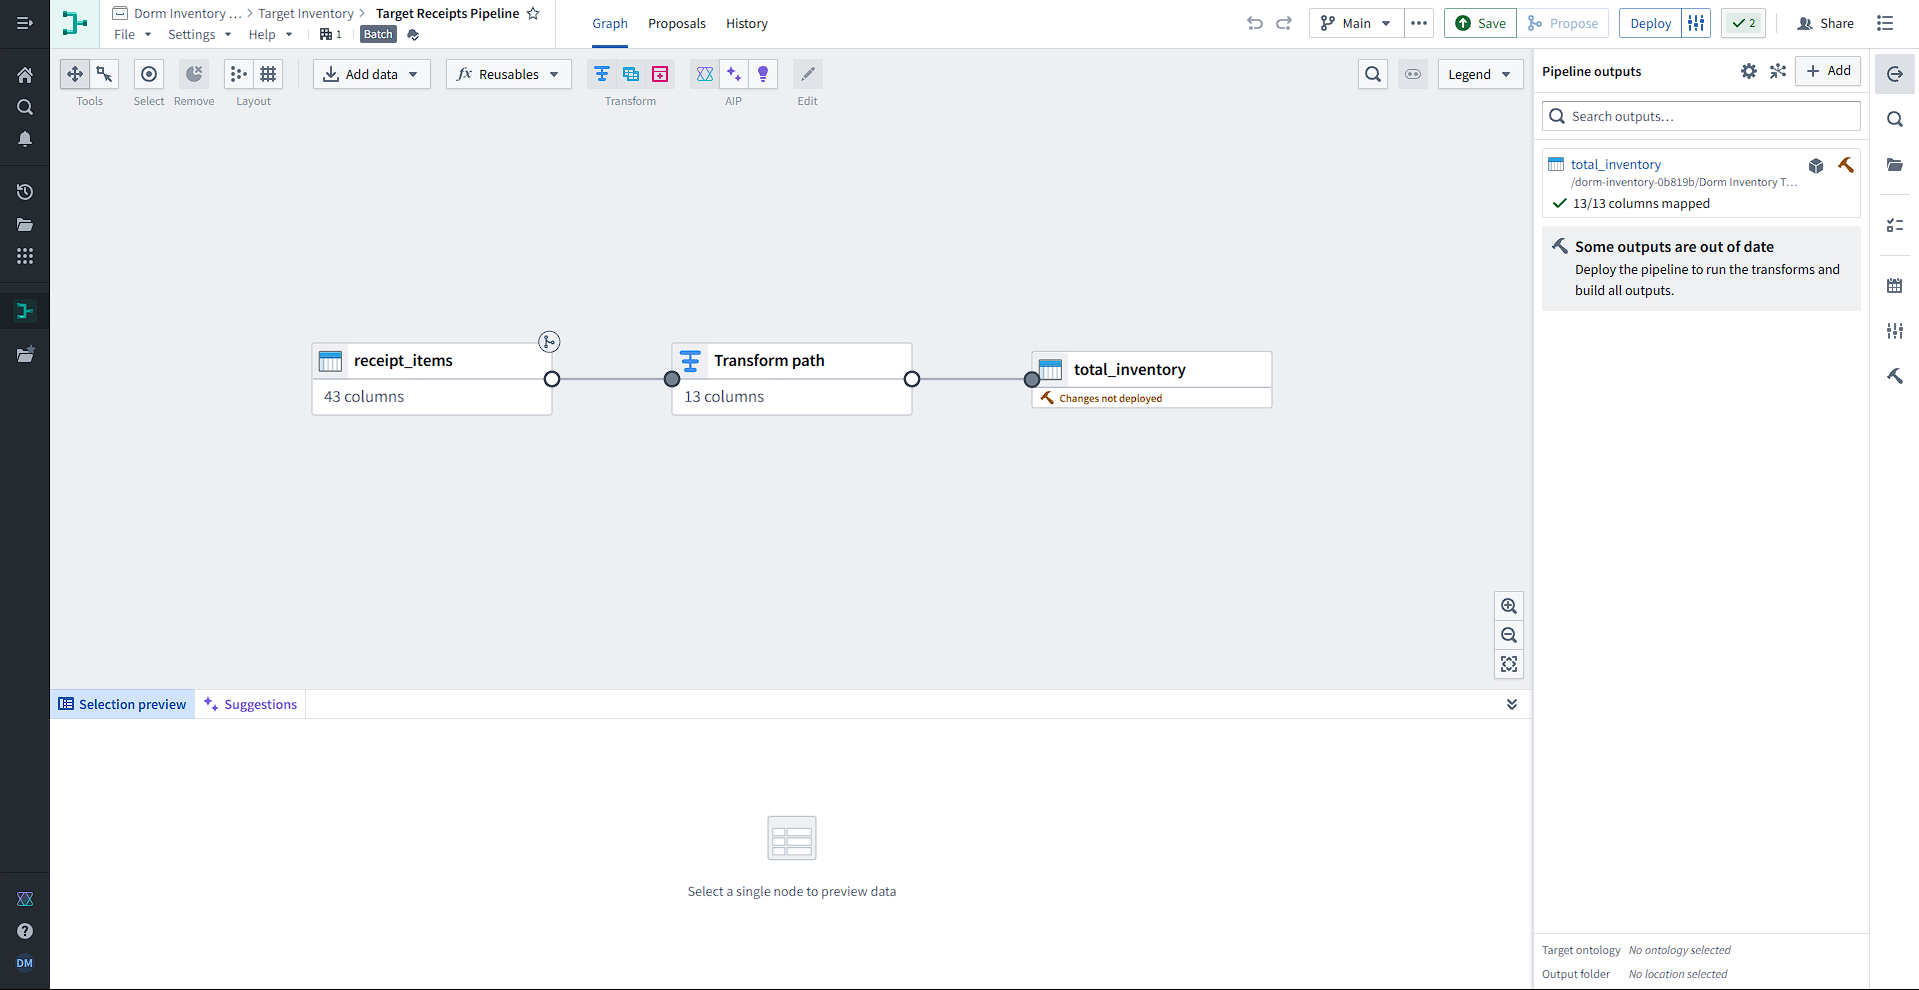 Dorm Inventory ... > Target Inventory > Target Receipts Pipeline
File Settings Help 1 Batch
Graph Proposals History
Main
Save
Propose
Deploy
2
Share
Add data
Reusables
Legend
Tools Select Remove Layout Transform AIP Edit
receipt_items
43 columns
Transform path
13 columns
total_inventory
Changes not deployed
Pipeline outputs
Add
Search outputs...
total_inventory
/dorm-inventory-0b819b/Dorm Inventory T...
13/13 columns mapped
Some outputs are out of date
Deploy the pipeline to run the transforms and
build all outputs.
Selection preview Suggestions
Select a single node to preview data
Target ontology No ontology selected
Output folder No location selected
DM